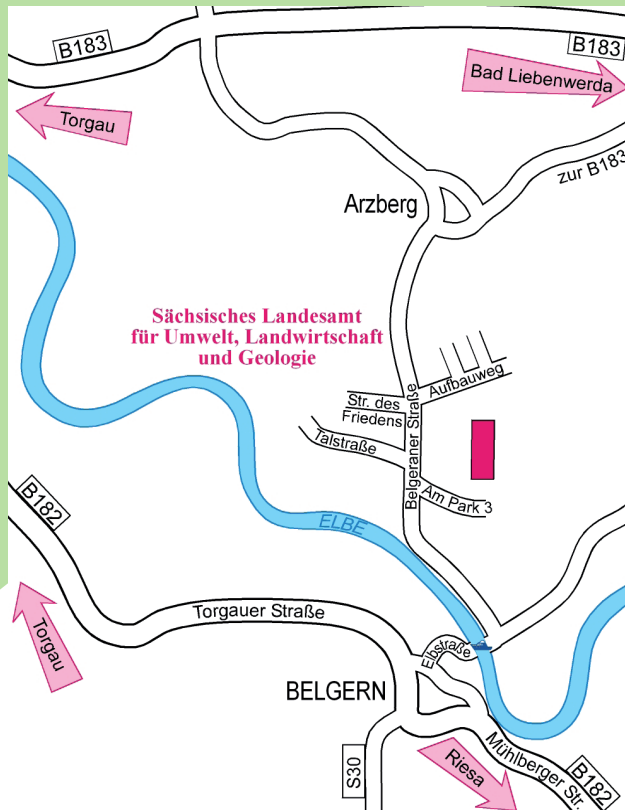 B183
B183
Bad Liebenwerda
Torgau
zur B183
Arzberg
Sächsisches Landesamt
für Umwelt, Landwirtschaft
und Geologie
Aufbauweg
Str. des
Friedens
Belgeraner Straße
Talstraße
Am Park 3
B182
ELBE
Torgauer Straße
Torgau
Elbstraße
BELGERN
Mühlberger Str.
Riesa
S30
B182